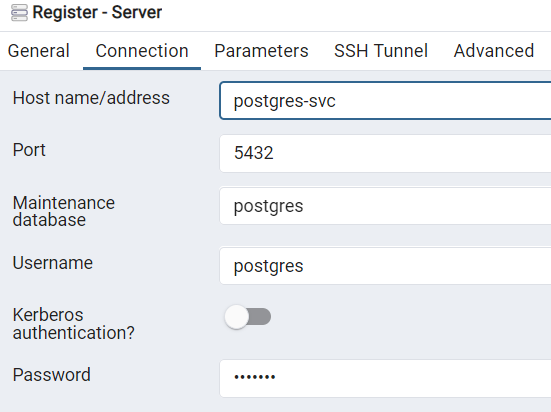 Register - Server
General Connection Parameters SSH Tunnel Advanced
Host name/address postgres-svc
Port 5432
Maintenance
database postgres
Username postgres
Kerberos
authentication?
Password •••••••